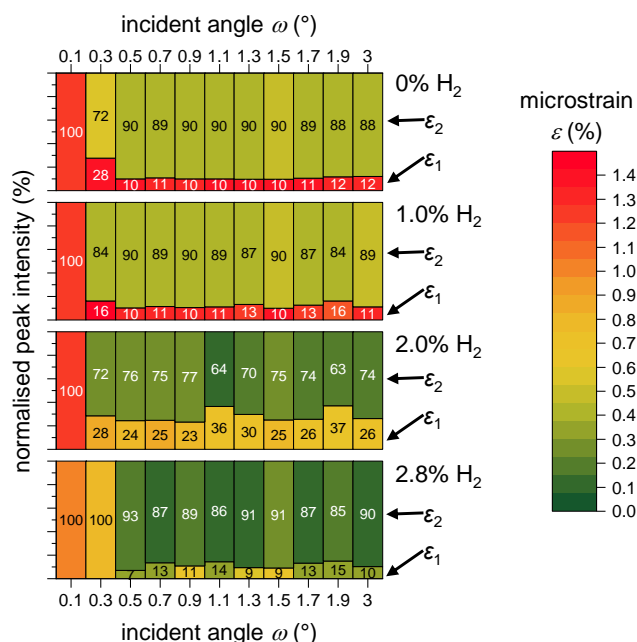 incident angle ω (°)
0.1 0.3 0.5 0.7 0.9 1.1 1.3 1.5 1.7 1.9 3
normalised peak intensity (%)
0% H2
100 72 90 89 90 90 90 90 89 88 88 ε2
28 10 11 10 10 10 10 11 12 12 ε1
1.0% H2
100 84 90 89 90 89 87 90 87 84 89 ε2
16 10 11 10 11 13 10 13 16 11 ε1
2.0% H2
100 72 76 75 77 64 70 75 74 63 74 ε2
28 24 25 23 36 30 25 26 37 26 ε1
2.8% H2
100 100 93 87 89 86 91 91 87 85 90 ε2
7 13 11 14 9 9 13 15 10 ε1
0.1 0.3 0.5 0.7 0.9 1.1 1.3 1.5 1.7 1.9 3
incident angle ω (°)
microstrain
ε (%)
1.4
1.3
1.2
1.1
1.0
0.9
0.8
0.7
0.6
0.5
0.4
0.3
0.2
0.1
0.0